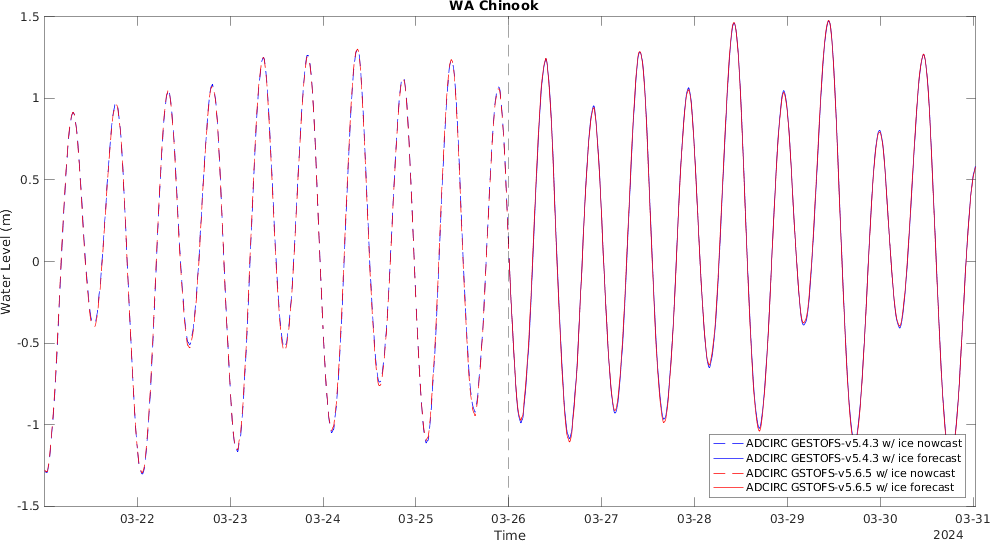 WA Chinook
1.5
1
0.5
0
-0.5
-1
-1.5
Water Level (m)
03-22 03-23 03-24 03-25 03-26 03-27 03-28 03-29 03-30 03-31
Time
2024
ADCIRC GESTOFS-v5.4.3 w/ ice nowcast
ADCIRC GESTOFS-v5.4.3 w/ ice forecast
ADCIRC GSTOFS-v5.6.5 w/ ice nowcast
ADCIRC GSTOFS-v5.6.5 w/ ice forecast